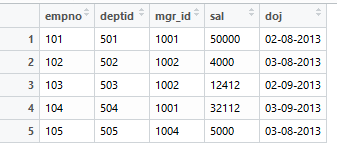 empno deptid mgr_id sal doj
1 101 501 1001 50000 02-08-2013
2 102 502 1002 4000 03-08-2013
3 103 503 1002 12412 02-09-2013
4 104 504 1001 32112 03-09-2013
5 105 505 1004 5000 03-08-2013